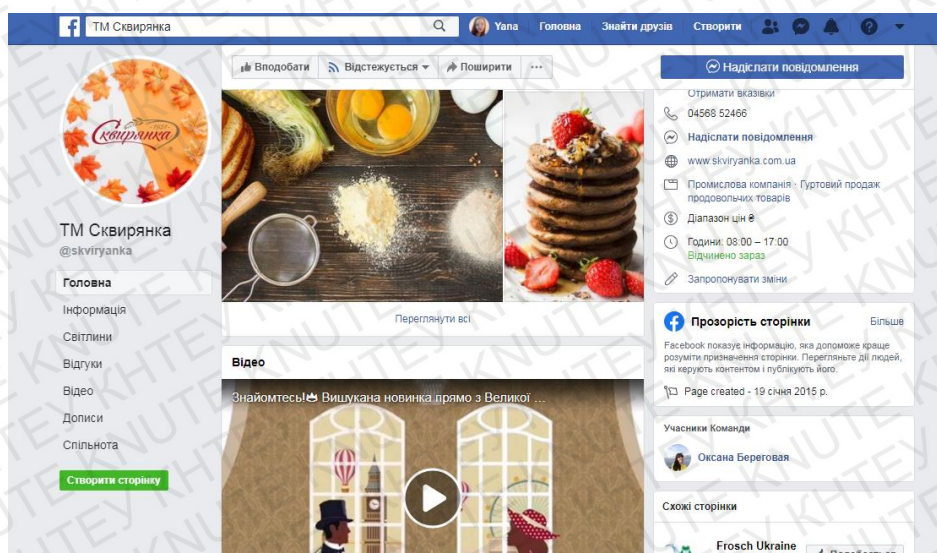 ТМ Сквирянка
Yana
Головна
Знайти друзів
Створити
Вподобати
Відстежується
Поширити
Надіслати повідомлення
Сквирянка
ТМ Сквирянка
@skviryanka
Головна
Інформація
Світлини
Відгуки
Відео
Дописи
Спільнота
Створити сторінку
Переглянути всі
Відео
Знайомтесь! Вишукана новинка прямо з Великої ...
Отримати вказівки
04568 52466
Надіслати повідомлення
www.skviryanka.com.ua
Промислова компанія · Гуртовий продаж
продовольчих товарів
Діапазон цін ₴
Години: 08:00 – 17:00
Відчинено зараз
Запропонувати зміни
Прозорість сторінки
Більше
Facebook показує інформацію, яка допоможе краще
розуміти призначення сторінки. Перегляньте дії людей,
які керують контентом і публікують його.
Page created - 19 січня 2015 р.
Учасники Команди
Оксана Береговая
Схожі сторінки
Frosch Ukraine
KNUTE KHTEУ